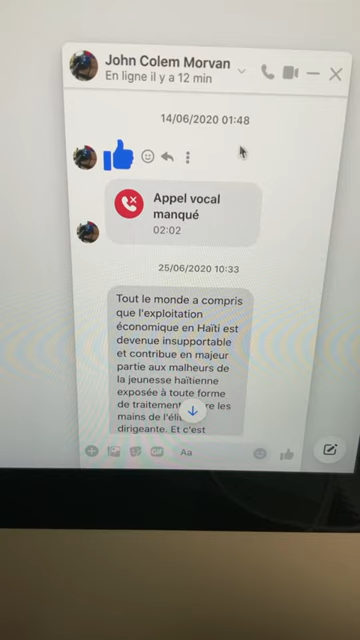 John Colem Morvan
En ligne il y a 12 min
14/06/2020 01:48
Appel vocal
manqué
02:02
25/06/2020 10:33
Tout le monde a compris
que l'exploitation
économique en Haïti est
devenue insupportable
et contribue en majeur
partie aux malheurs de
la jeunesse haïtienne
exposée à toute forme
de traitement re les
mains de l'éli
dirigeante. Et c'est
GIF
Aa